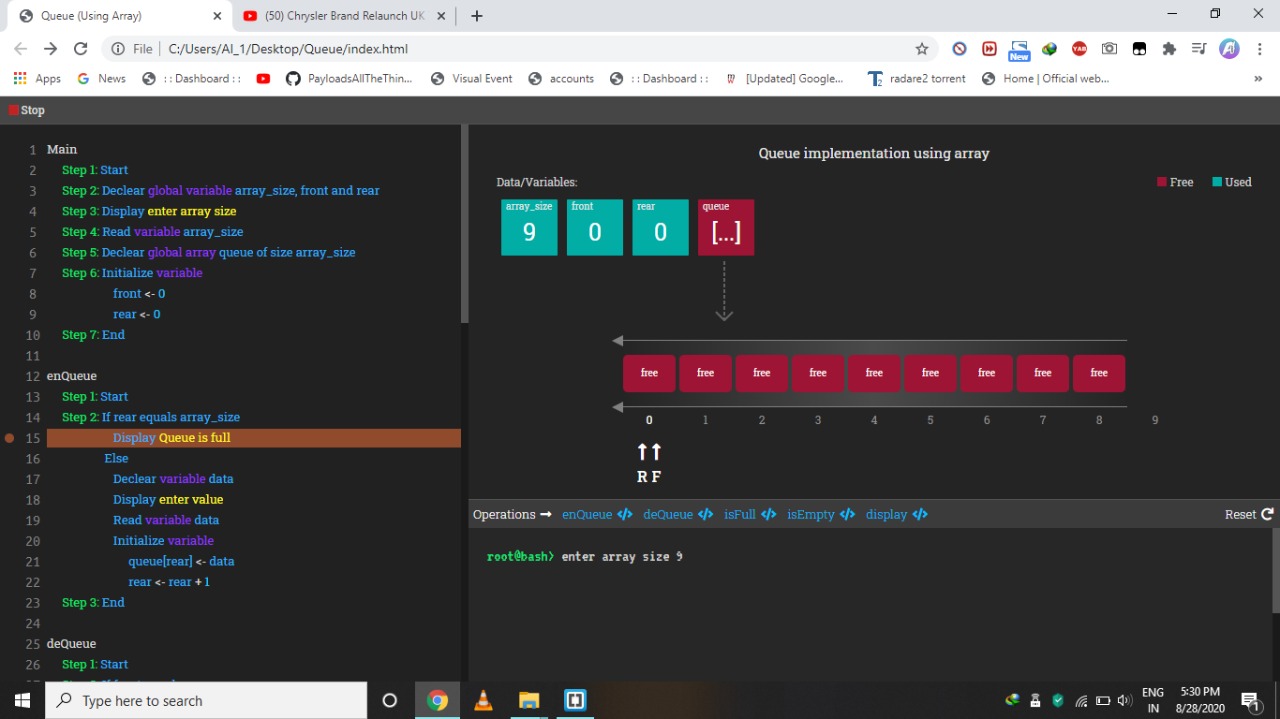 Queue (Using Array)
(50) Chrysler Brand Relaunch UK
File
C:/Users/AI_1/Desktop/Queue/index.html
New
YAB
Apps
News
: : Dashboard : :
PayloadsAllTheThin...
Visual Event
accounts
: : Dashboard : :
[Updated] Google...
radare2 torrent
Home | Official web...
»
Stop
1 Main
2 Step 1: Start
3 Step 2: Declear global variable array_size, front and rear
4 Step 3: Display enter array size
5 Step 4: Read variable array_size
6 Step 5: Declear global array queue of size array_size
7 Step 6: Initialize variable
8 front <- 0
9 rear <- 0
10 Step 7: End
11
12 enQueue
13 Step 1: Start
14 Step 2: If rear equals array_size
15 Display Queue is full
16 Else
17 Declear variable data
18 Display enter value
19 Read variable data
20 Initialize variable
21 queue[rear] <- data
22 rear <- rear + 1
23 Step 3: End
24
25 deQueue
26 Step 1: Start
Queue implementation using array
Data/Variables:
Free Used
array_size front rear queue
9 0 0 [...]
free free free free free free free free free
0 1 2 3 4 5 6 7 8 9
R F
Operations → enQueue </> deQueue </> isFull </> isEmpty </> display </>
Reset
root@bash> enter array size 9
Type here to search
ENG
IN
5:30 PM
8/28/2020
1